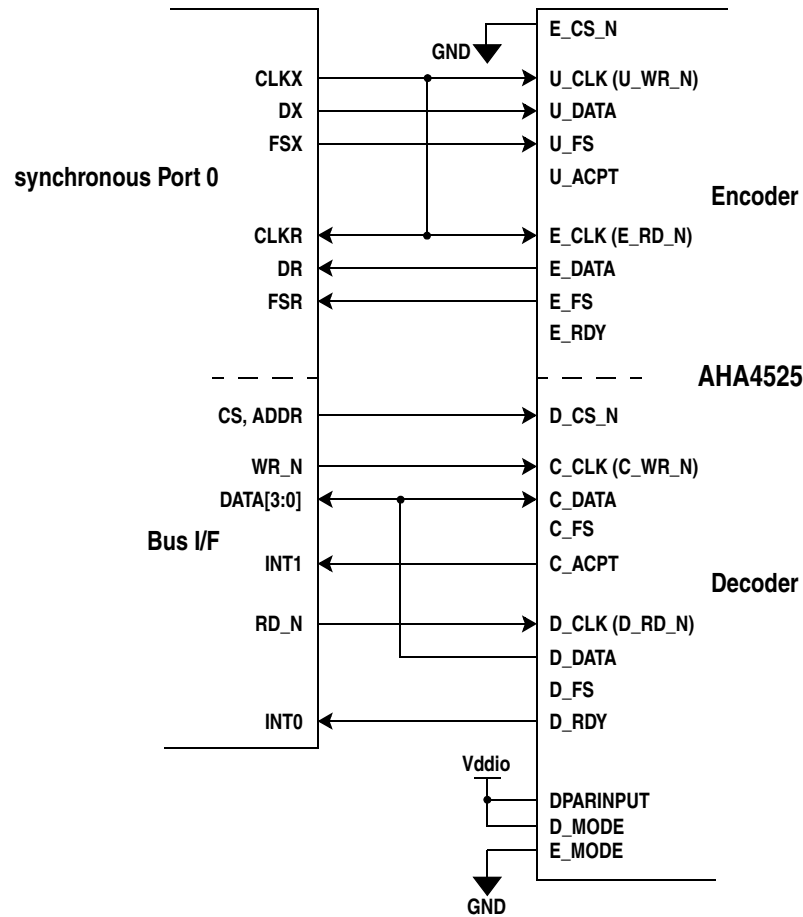 E_CS_N
GND
CLKX
U_CLK (U_WR_N)
DX
U_DATA
FSX
U_FS
synchronous Port 0
U_ACPT
Encoder
CLKR
E_CLK (E_RD_N)
DR
E_DATA
FSR
E_FS
E_RDY
AHA4525
CS, ADDR
D_CS_N
WR_N
C_CLK (C_WR_N)
DATA[3:0]
C_DATA
C_FS
Bus I/F
INT1
C_ACPT
Decoder
RD_N
D_CLK (D_RD_N)
D_DATA
D_FS
INT0
D_RDY
Vddio
DPARINPUT
D_MODE
E_MODE
GND